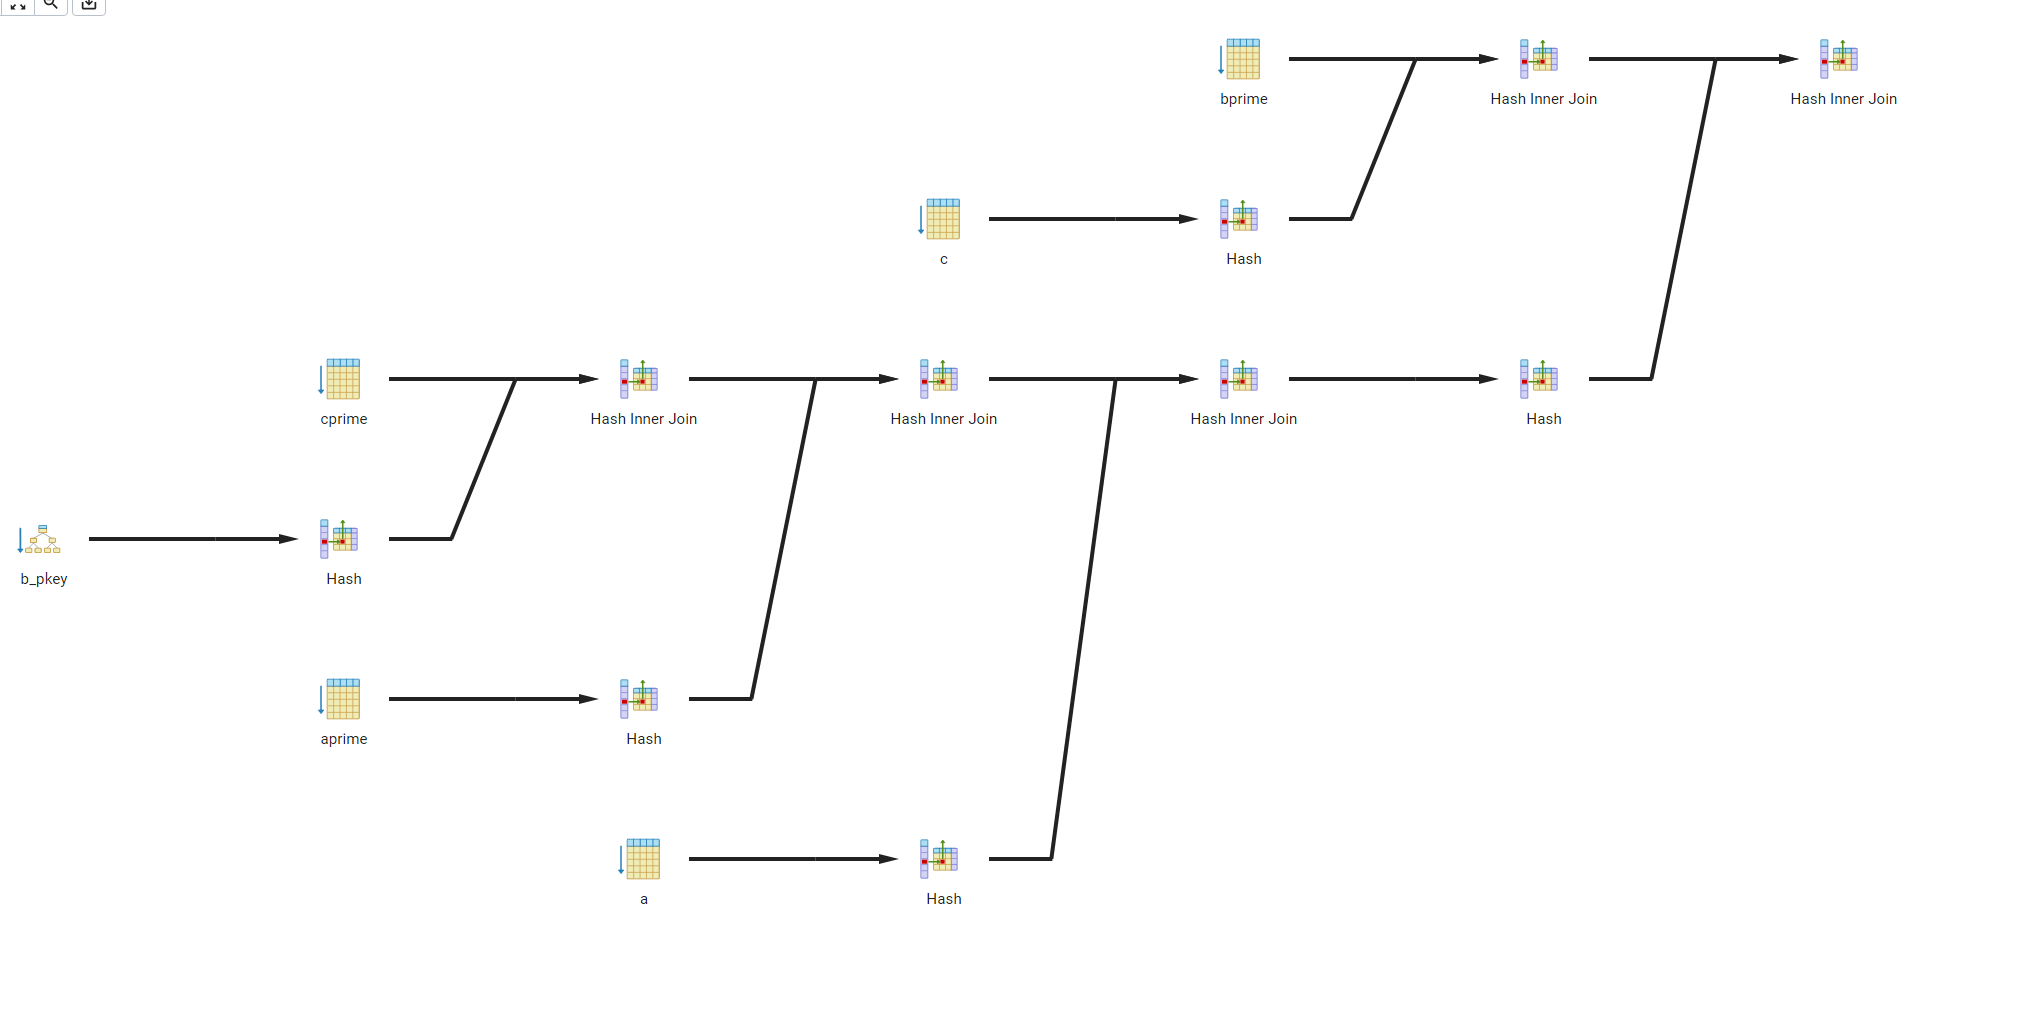 bprime
Hash Inner Join
Hash Inner Join
c
Hash
cprime
Hash Inner Join
Hash Inner Join
Hash Inner Join
Hash
b_pkey
Hash
aprime
Hash
a
Hash